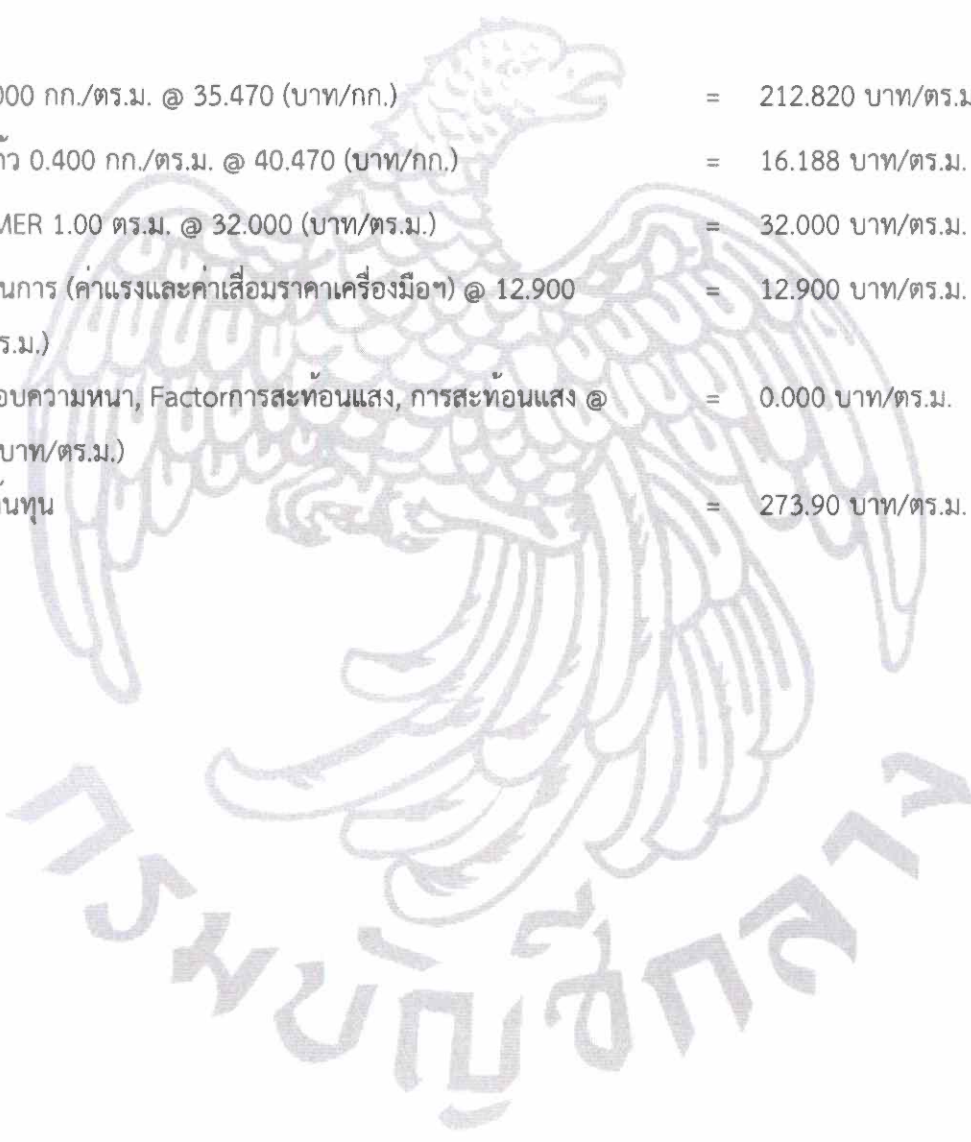 000 กก./ตร.ม. @ 35.470 (บาท/กก.) = 212.820 บาท/ตร.ม
ก้ว 0.400 กก./ตร.ม. @ 40.470 (บาท/กก.) = 16.188 บาท/ตร.ม.
MER 1.00 ตร.ม. @ 32.000 (บาท/ตร.ม.) = 32.000 บาท/ตร.ม.
นการ (ค่าแรงและค่าเสื่อมราคาเครื่องมือฯ) @ 12.900 = 12.900 บาท/ตร.ม.
ร.ม.)
อบความหนา, Factorการสะท้อนแสง, การสะท้อนแสง @ = 0.000 บาท/ตร.ม.
บาท/ตร.ม.)
้นทุน = 273.90 บาท/ตร.ม.
กรมบัญชีกลาง